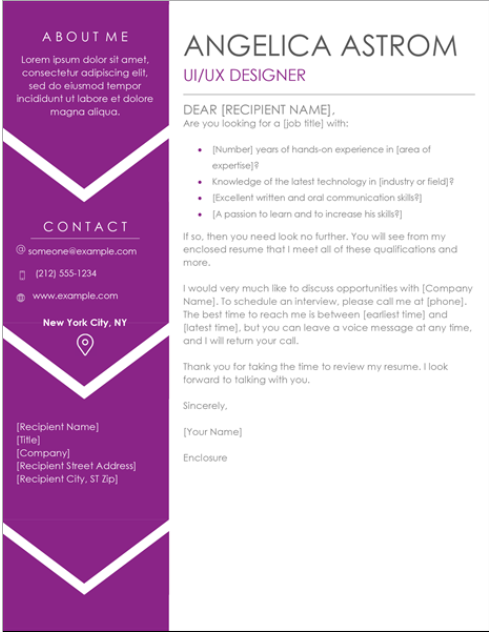 ABOUT ME
Lorem ipsum dolor sit amet,
consectetur adipiscing elit,
sed do eiusmod tempor
incididunt ut labore et dolore
magna aliqua.
CONTACT
@ someone@example.com
(212) 555-1234
www.example.com
New York City, NY
[Recipient Name]
[Title]
[Company]
[Recipient Street Address]
[Recipient City, ST Zip]
ANGELICA ASTROM
UI/UX DESIGNER
DEAR [RECIPIENT NAME],
Are you looking for a [job title] with:
• [Number] years of hands-on experience in [area of
expertise]?
• Knowledge of the latest technology in [industry or field]?
• [Excellent written and oral communication skills?]
• [A passion to learn and to increase his skills?]
If so, then you need look no further. You will see from my
enclosed resume that I meet all of these qualifications and
more.
I would very much like to discuss opportunities with [Company
Name]. To schedule an interview, please call me at [phone].
The best time to reach me is between [earliest time] and
[latest time], but you can leave a voice message at any time,
and I will return your call.
Thank you for taking the time to review my resume. I look
forward to talking with you.
Sincerely,
[Your Name]
Enclosure